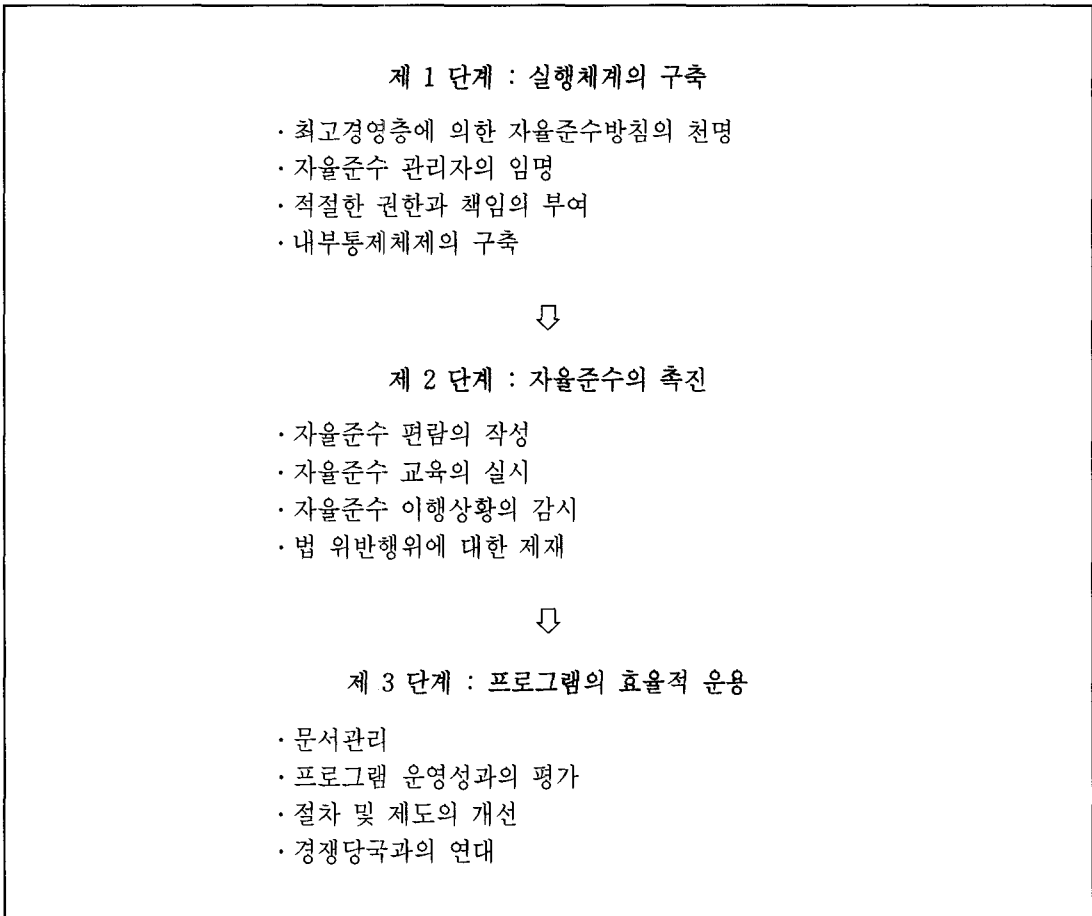 제 1 단계 : 실행체계의 구축
· 최고경영층에 의한 자율준수방침의 천명
· 자율준수 관리자의 임명
· 적절한 권한과 책임의 부여
· 내부통제체제의 구축
제 2 단계 : 자율준수의 촉진
· 자율준수 편람의 작성
· 자율준수 교육의 실시
· 자율준수 이행상황의 감시
· 법 위반행위에 대한 제재
제 3 단계 : 프로그램의 효율적 운용
· 문서관리
· 프로그램 운영성과의 평가
· 절차 및 제도의 개선
· 경쟁당국과의 연대